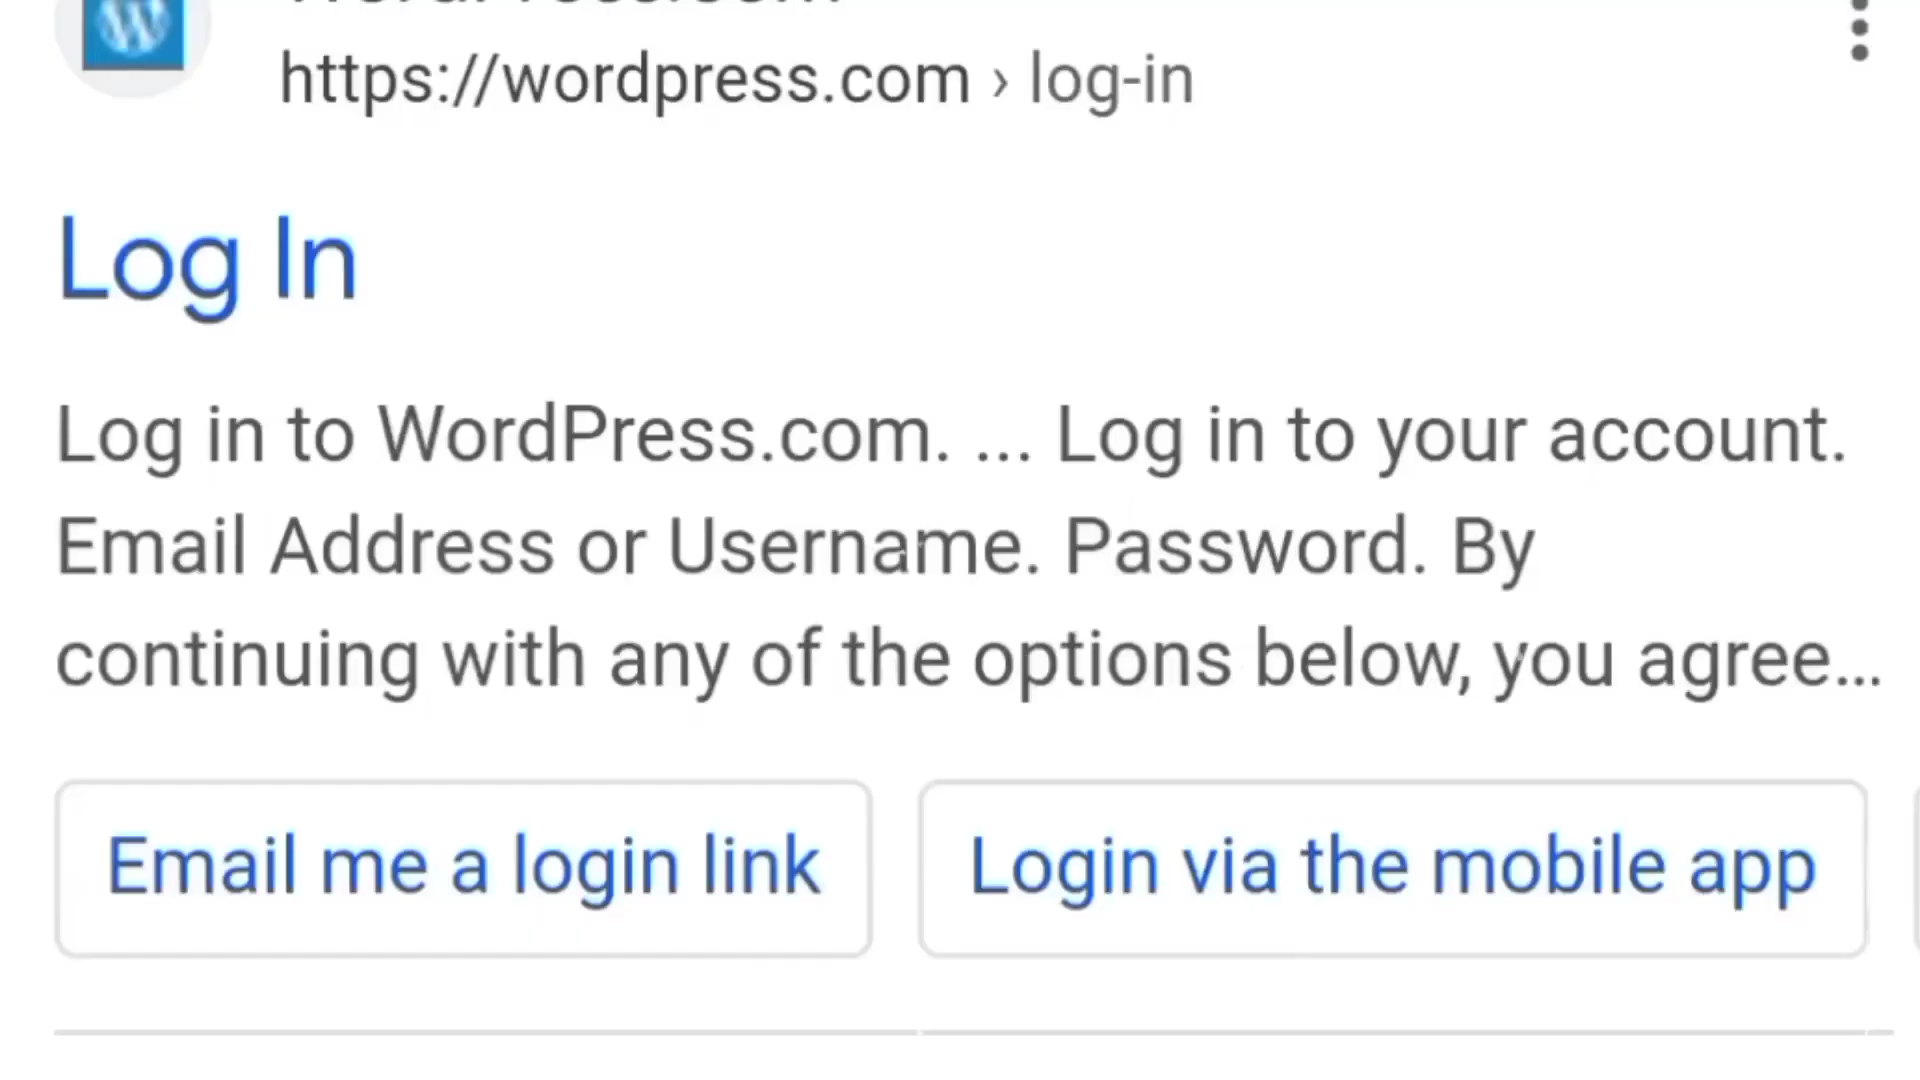 WordPress.com
https://wordpress.com › log-in
Log In
Log in to WordPress.com. ... Log in to your account.
Email Address or Username. Password. By
continuing with any of the options below, you agree...
Email me a login link
Login via the mobile app